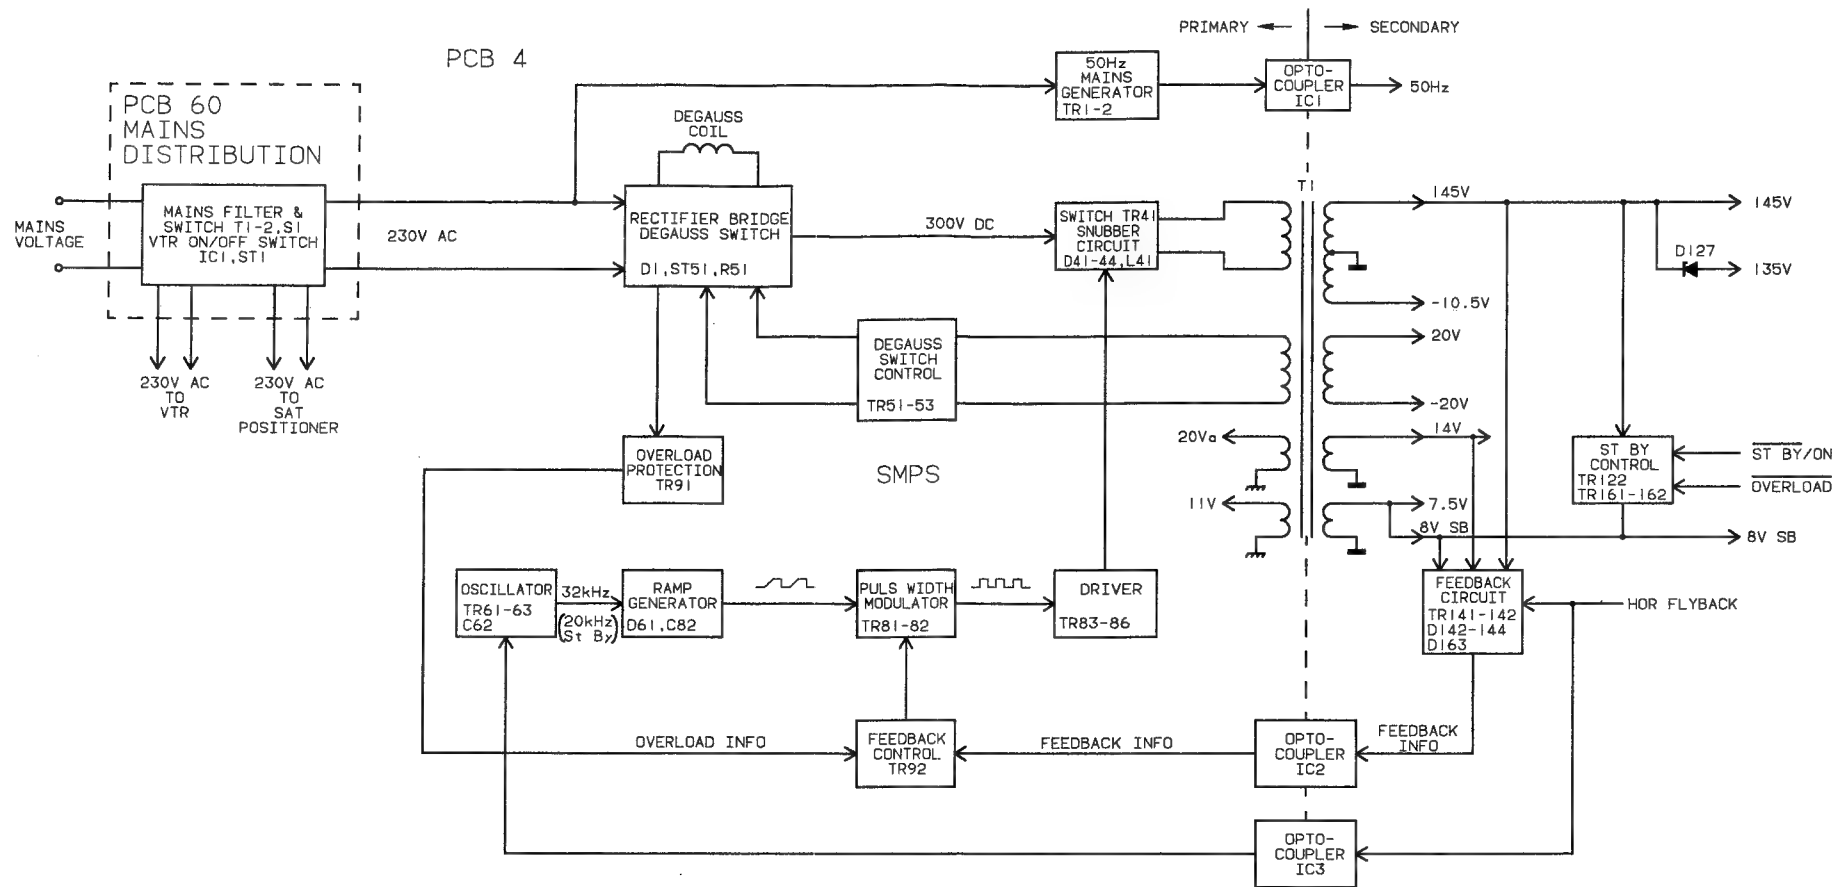 PRIMARY
SECONDARY
PCB 4
50Hz
MAINS
GENERATOR
TR1-2
OPTO-
COUPLER
IC1
50Hz
PCB 60
MAINS
DISTRIBUTION
DEGAUSS
COIL
MAINS
VOLTAGE
MAINS FILTER &
SWITCH T1-2,S1
VTR ON/OFF SWITCH
IC1,ST1
230V AC
RECTIFIER BRIDGE
DEGAUSS SWITCH
D1,ST51,R51
300V DC
SWITCH TR41
SNUBBER
CIRCUIT
D41-44,L41
T1
145V
145V
D127
135V
-10.5V
230V AC
TO
VTR
230V AC
TO
SAT
POSITIONER
DEGAUSS
SWITCH
CONTROL
TR51-53
20V
-20V
OVERLOAD
PROTECTION
TR91
SMPS
20Va
14V
ST BY
CONTROL
TR122
TR161-162
ST BY/ON
OVERLOAD
11V
7.5V
8V SB
8V SB
OSCILLATOR
TR61-63
C62
32kHz
(20kHz
St By)
RAMP
GENERATOR
D61,C82
PULS WIDTH
MODULATOR
TR81-82
DRIVER
TR83-86
FEEDBACK
CIRCUIT
TR141-142
D142-144
D163
HOR FLYBACK
OVERLOAD INFO
FEEDBACK
CONTROL
TR92
FEEDBACK INFO
OPTO-
COUPLER
IC2
FEEDBACK
INFO
OPTO-
COUPLER
IC3